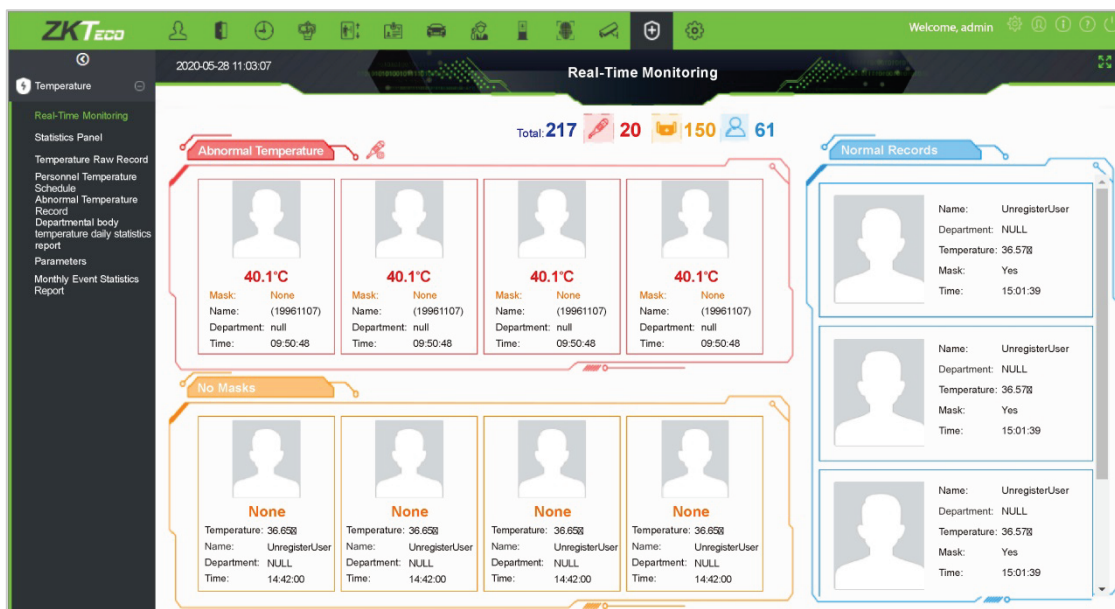 ZKTeco
Welcome, admin
Temperature
Real-Time Monitoring
Statistics Panel
Temperature Raw Record
Personnel Temperature
Schedule
Abnormal Temperature
Record
Departmental body
temperature daily statistics
report
Parameters
Monthly Event Statistics
Report
2020-05-28 11:03:07
Real-Time Monitoring
Total: 217 20 150 61
Abnormal Temperature
40.1°C
Mask: None
Name: (19961107)
Department: null
Time: 09:50:48
40.1°C
Mask: None
Name: (19961107)
Department: null
Time: 09:50:48
40.1°C
Mask: None
Name: (19961107)
Department: null
Time: 09:50:48
40.1°C
Mask: None
Name: (19961107)
Department: null
Time: 09:50:48
No Masks
None
Temperature: 36.65
Name: UnregisterUser
Department: NULL
Time: 14:42:00
None
Temperature: 36.65
Name: UnregisterUser
Department: NULL
Time: 14:42:00
None
Temperature: 36.65
Name: UnregisterUser
Department: NULL
Time: 14:42:00
None
Temperature: 36.65
Name: UnregisterUser
Department: NULL
Time: 14:42:00
Normal Records
Name: UnregisterUser
Department: NULL
Temperature: 36.57
Mask: Yes
Time: 15:01:39
Name: UnregisterUser
Department: NULL
Temperature: 36.57
Mask: Yes
Time: 15:01:39
Name: UnregisterUser
Department: NULL
Temperature: 36.57
Mask: Yes
Time: 15:01:39